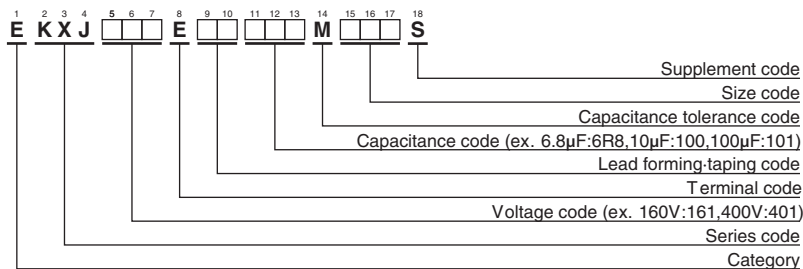 1 2 3 4 5 6 7 8 9 10 11 12 13 14 15 16 17 18
E KXJ E M S
Supplement code
Size code
Capacitance tolerance code
Capacitance code (ex. 6.8µF:6R8,10µF:100,100µF:101)
Lead forming·taping code
Terminal code
Voltage code (ex. 160V:161,400V:401)
Series code
Category